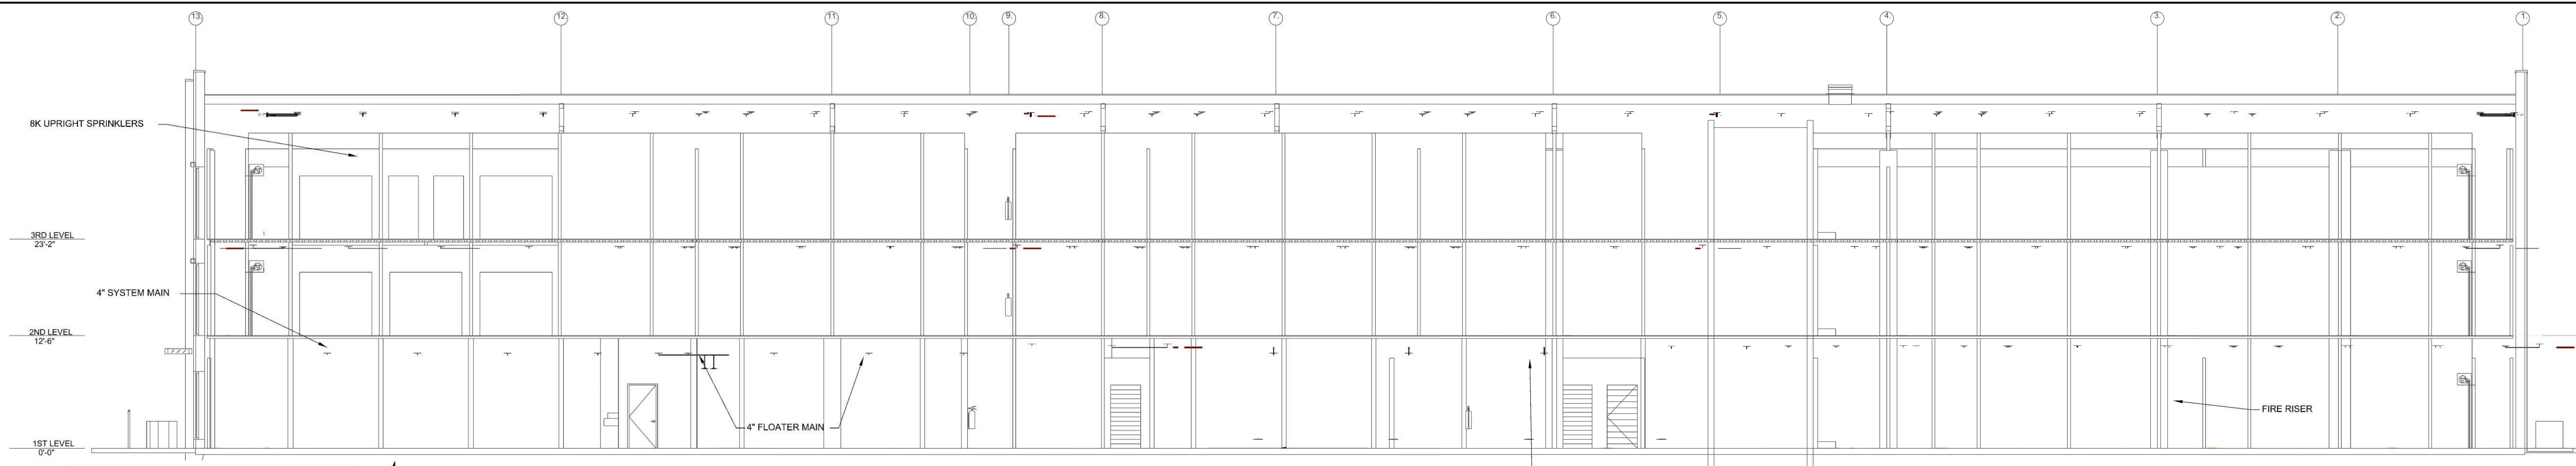 13.
12.
11.
10.
9.
8.
7.
6.
5.
4.
3.
2.
1.
8K UPRIGHT SPRINKLERS
3RD LEVEL
23'-2"
4" SYSTEM MAIN
2ND LEVEL
12'-6"
4" FLOATER MAIN
FIRE RISER
1ST LEVEL
0'-0"